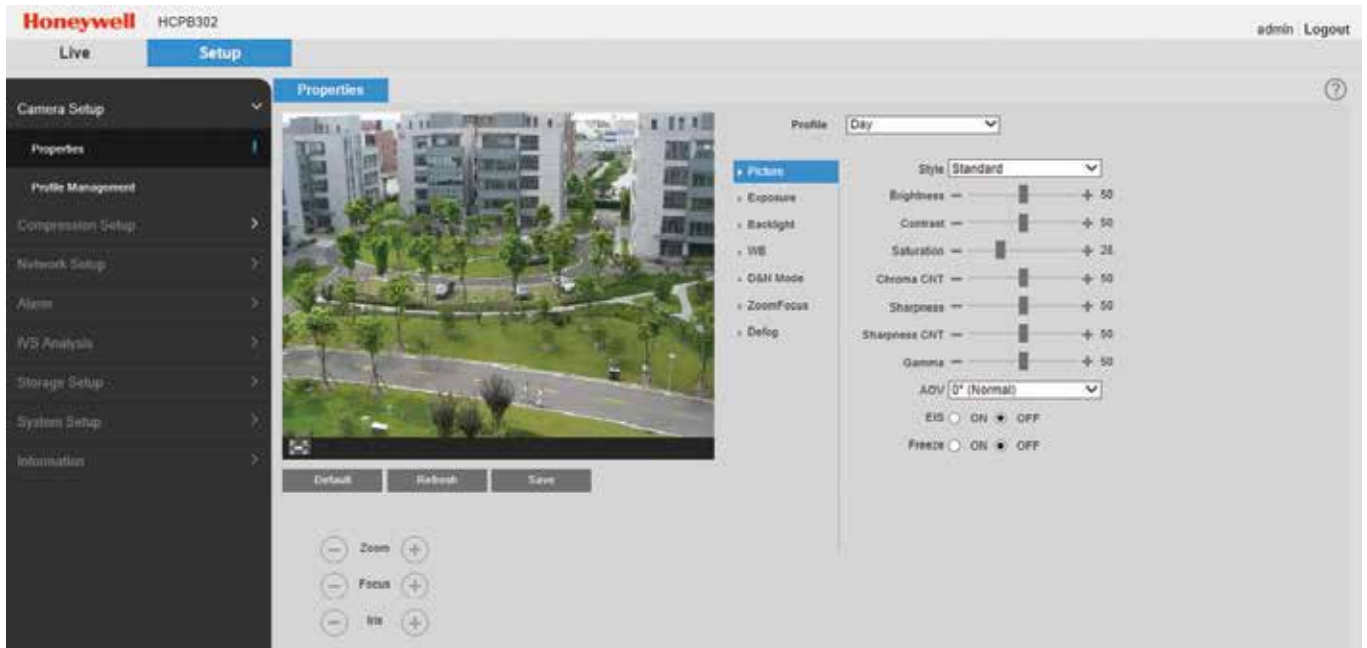 Honeywell HCPB302
admin Logout
Live Setup
Camera Setup
Properties
Profile Management
Compression Setup
Network Setup
Alarm
IVS Analysis
Storage Setup
System Setup
Information
Properties
Default Refresh Save
Zoom
Focus
Iris
Profile Day
Picture
Exposure
Backlight
WB
D&N Mode
ZoomFocus
Defog
Style Standard
Brightness 50
Contrast 50
Saturation
Chroma CNT 50
Sharpness 50
Sharpness CNT 50
Gamma 50
AOV 0° (Normal)
EIS ON OFF
Freeze ON OFF